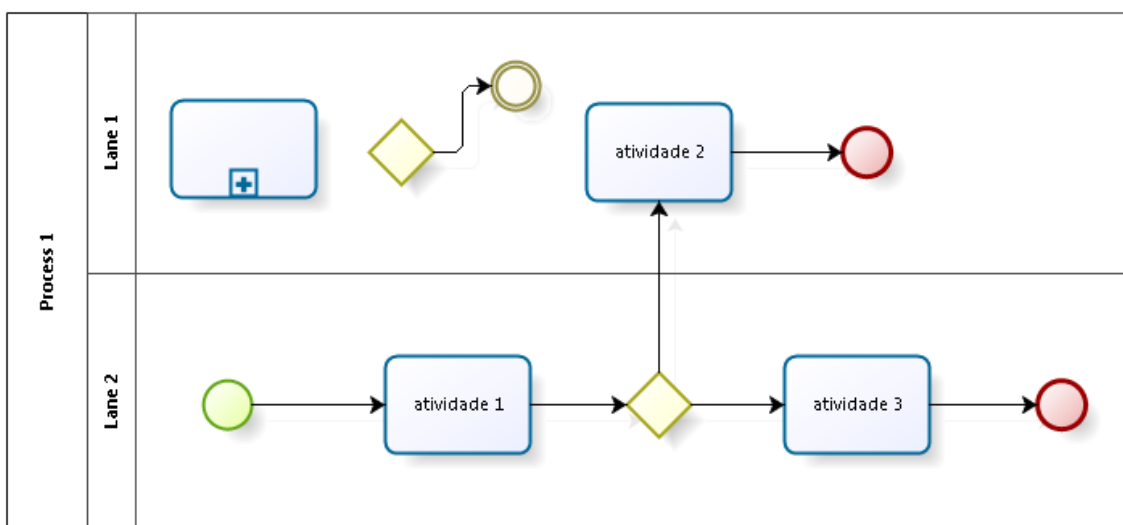 Process 1
Lane 1
atividade 2
Lane 2
atividade 1
atividade 3